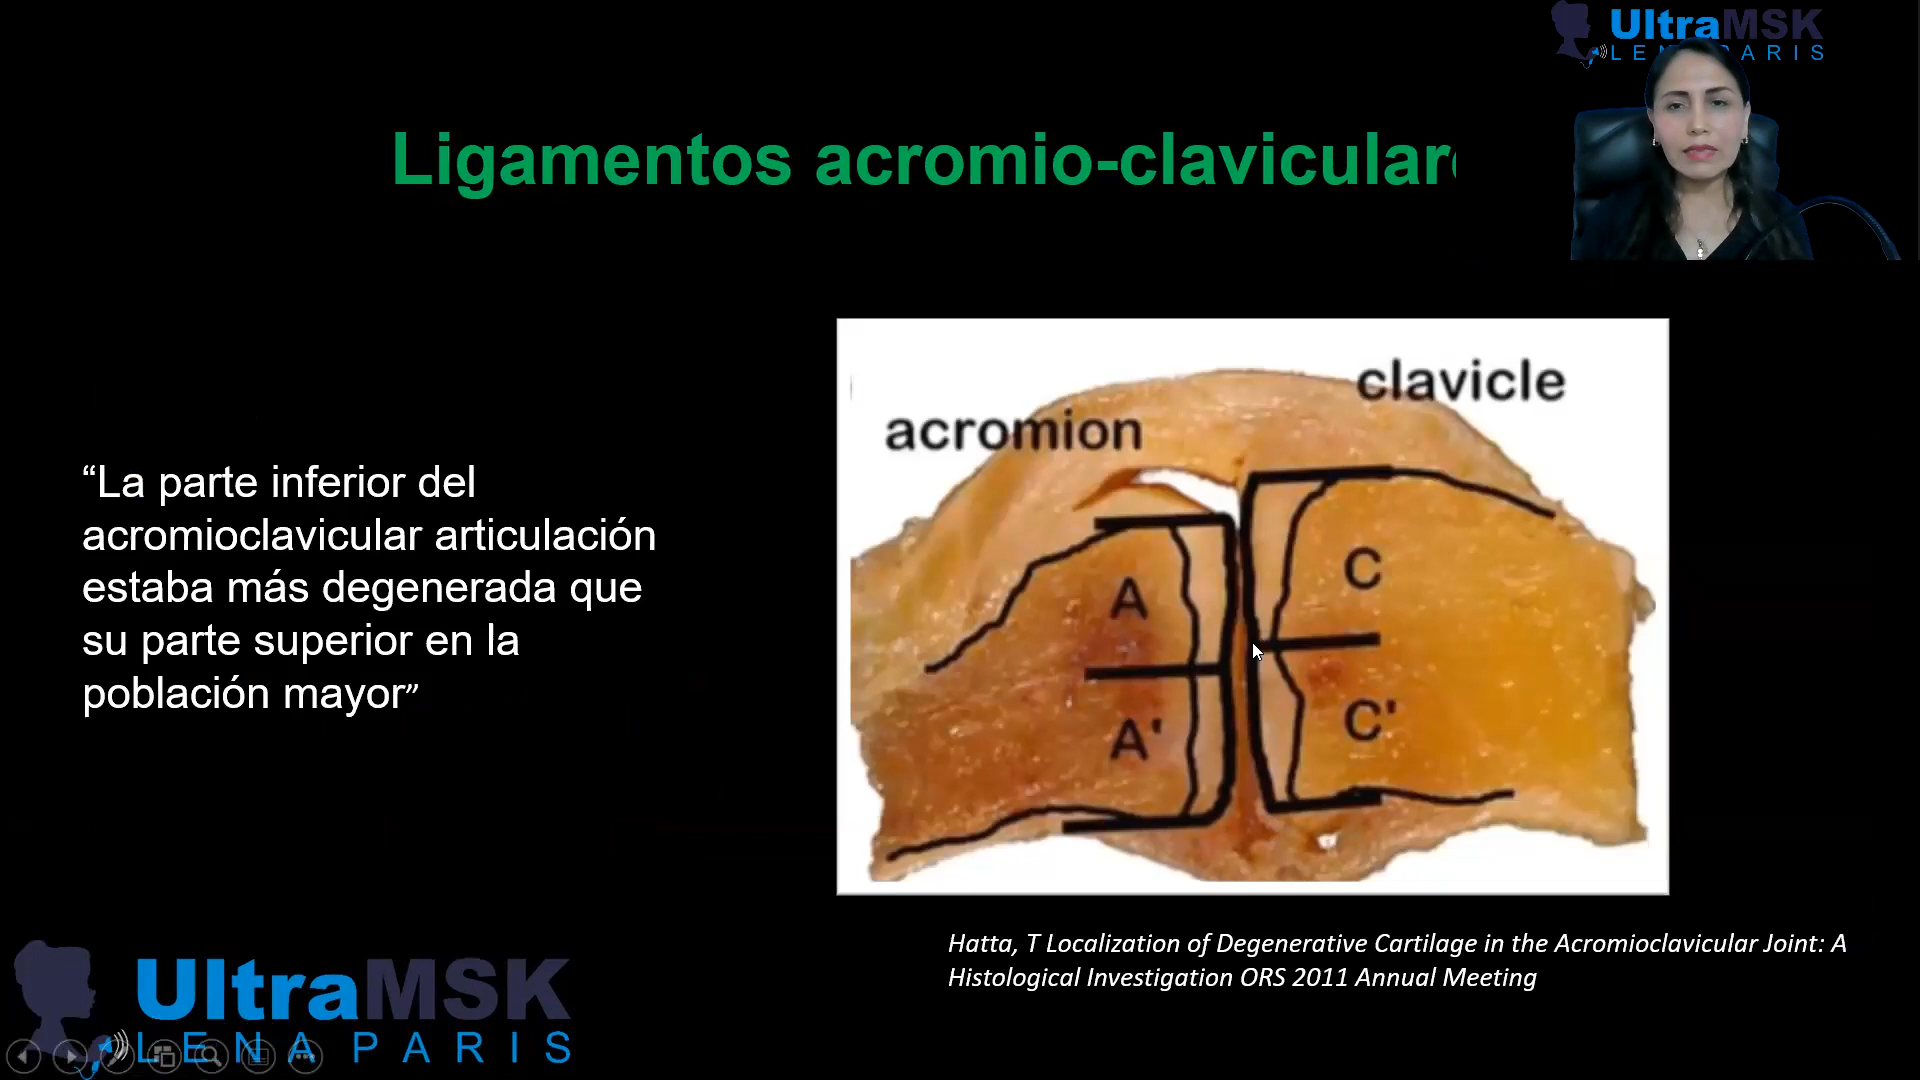 UltraMSK
Ligamentos acromio-clavicular
clavicle
acromion
“La parte inferior del
acromioclavicular articulación
estaba más degenerada que
su parte superior en la
población mayor”
A
C
A'
C'
Hatta, T Localization of Degenerative Cartilage in the Acromioclavicular Joint: A
Histological Investigation ORS 2011 Annual Meeting
UltraMSK
LENA PARIS